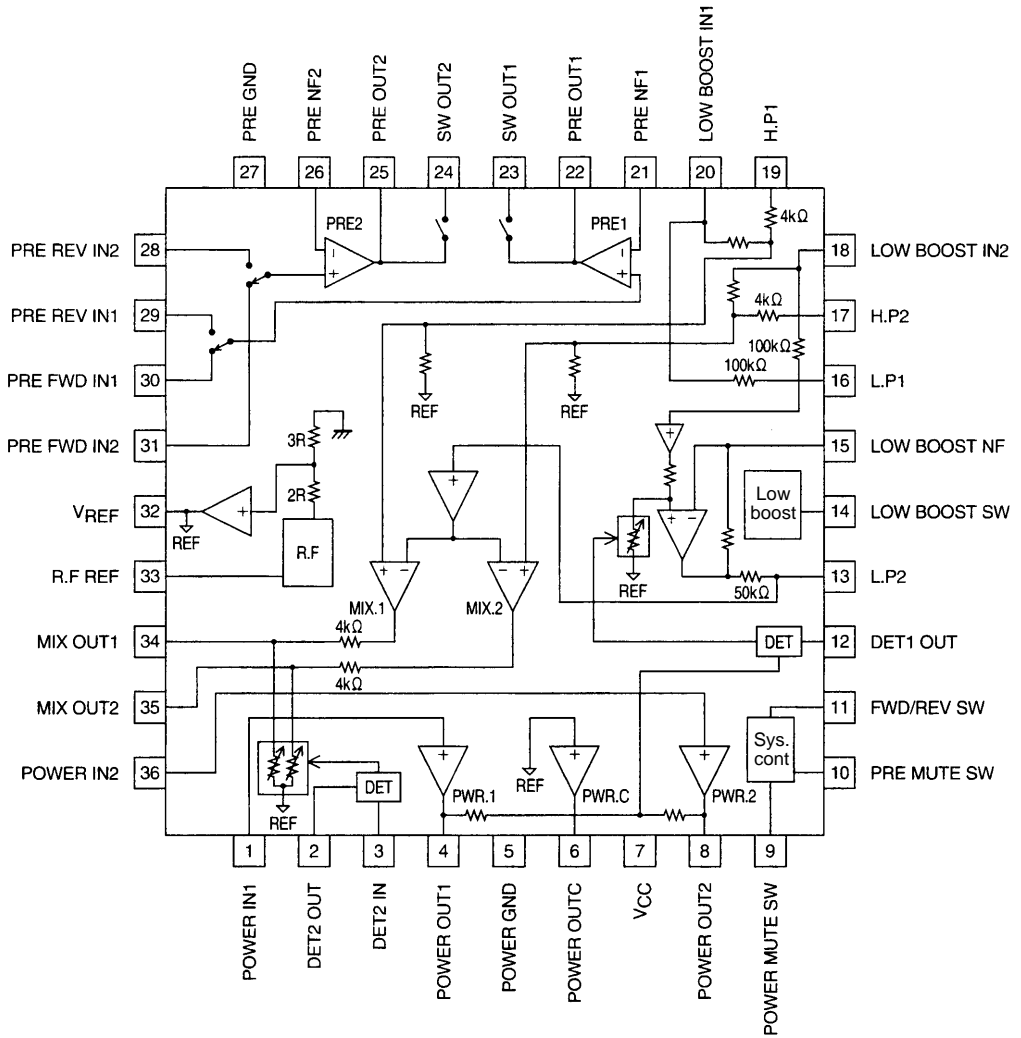 PRE GND
PRE NF2
PRE OUT2
SW OUT2
SW OUT1
PRE OUT1
PRE NF1
LOW BOOST IN1
H.P1
27
26
25
24
23
22
21
20
19
PRE2
PRE1
4kΩ
-
+
-
+
PRE REV IN2
28
18
LOW BOOST IN2
PRE REV IN1
29
4kΩ
17
H.P2
100kΩ
PRE FWD IN1
30
100kΩ
16
L.P1
REF
REF
+
PRE FWD IN2
31
3R
15
LOW BOOST NF
2R
VREF
32
+
Low
boost
14
LOW BOOST SW
REF
+ -
R.F
R.F REF
33
+ -
- +
REF
50kΩ
13
L.P2
MIX.1
MIX.2
4kΩ
MIX OUT1
34
DET
12
DET1 OUT
4kΩ
MIX OUT2
35
11
FWD/REV SW
Sys.
cont
POWER IN2
36
+
REF
+
+
10
PRE MUTE SW
DET
PWR.1
PWR.C
PWR.2
REF
1
2
3
4
5
6
7
8
9
POWER IN1
DET2 OUT
DET2 IN
POWER OUT1
POWER GND
POWER OUTC
VCC
POWER OUT2
POWER MUTE SW